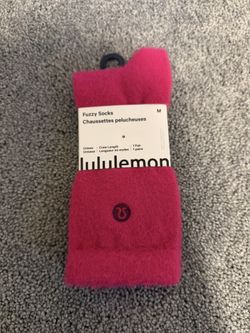 Fuzzy Socks
M
Chaussettes pelucheuses
Unisex Crew Length 1 Pair
Unisexe Longueur mi-mollet 1 paire
lululemon